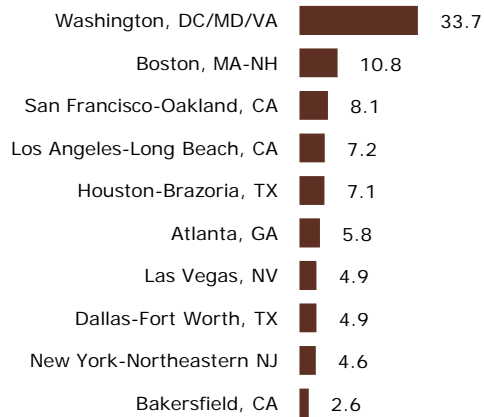 Washington, DC/MD/VA 33.7
Boston, MA-NH 10.8
San Francisco-Oakland, CA 8.1
Los Angeles-Long Beach, CA 7.2
Houston-Brazoria, TX 7.1
Atlanta, GA 5.8
Las Vegas, NV 4.9
Dallas-Fort Worth, TX 4.9
New York-Northeastern NJ 4.6
Bakersfield, CA 2.6